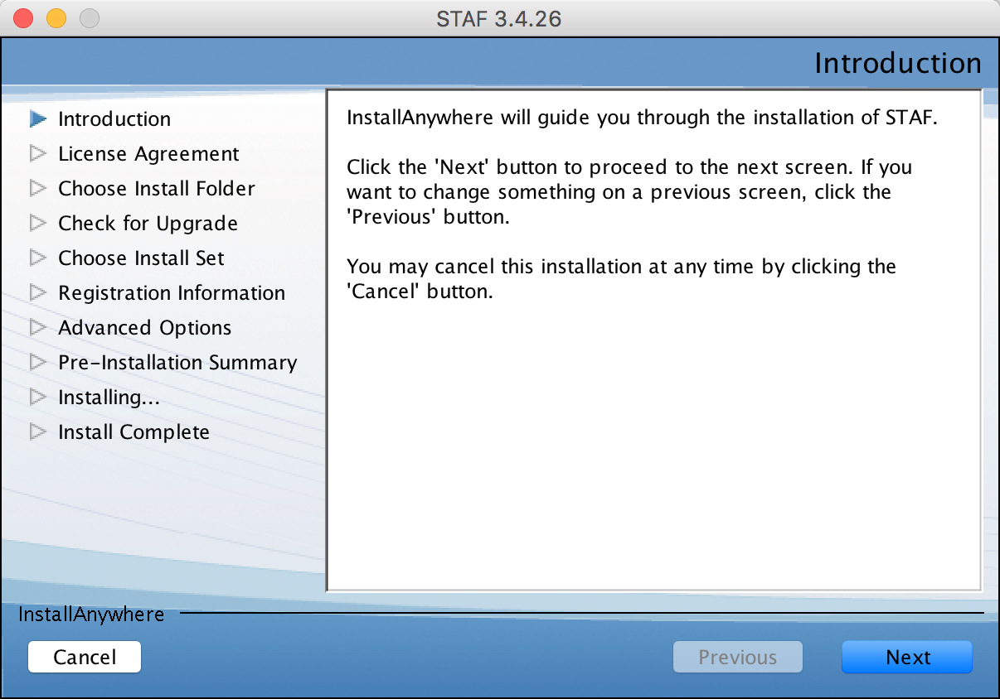 STAF 3.4.26
Introduction
Introduction
License Agreement
Choose Install Folder
Check for Upgrade
Choose Install Set
Registration Information
Advanced Options
Pre-Installation Summary
Installing...
Install Complete
InstallAnywhere will guide you through the installation of STAF.
Click the 'Next' button to proceed to the next screen. If you
want to change something on a previous screen, click the
'Previous' button.
You may cancel this installation at any time by clicking the
'Cancel' button.
InstallAnywhere
Cancel
Previous
Next